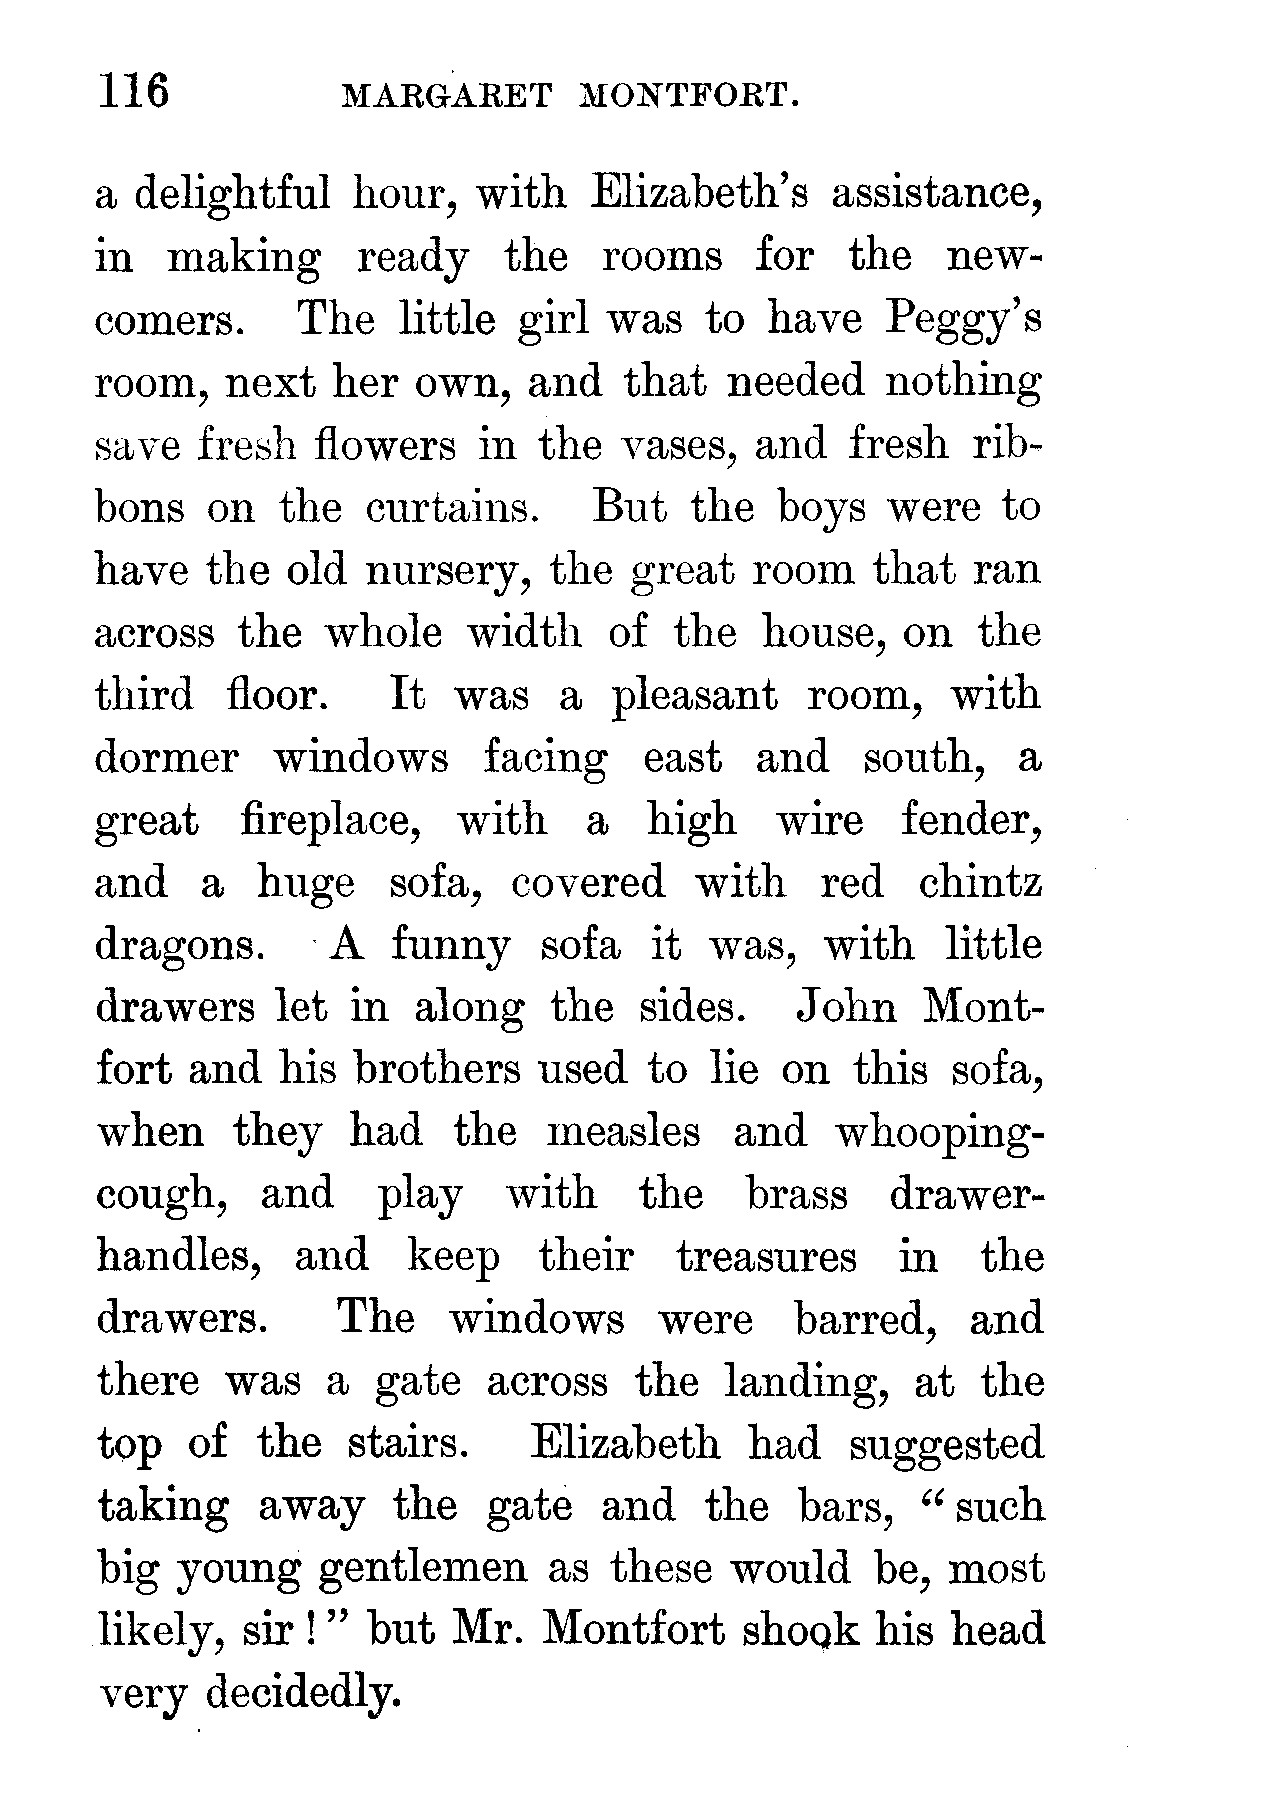 116 MARGARET MONTFORT.
a delightful hour, with Elizabeth's assistance,
in making ready the rooms for the new-
comers. The little girl was to have Peggy's
room, next her own, and that needed nothing
save fresh flowers in the vases, and fresh rib-
bons on the curtains. But the boys were to
have the old nursery, the great room that ran
across the whole width of the house, on the
third floor. It was a pleasant room, with
dormer windows facing east and south, a
great fireplace, with a high wire fender,
and a huge sofa, covered with red chintz
dragons. A funny sofa it was, with little
drawers let in along the sides. John Mont-
fort and his brothers used to lie on this sofa,
when they had the measles and whooping-
cough, and play with the brass drawer-
handles, and keep their treasures in the
drawers. The windows were barred, and
there was a gate across the landing, at the
top of the stairs. Elizabeth had suggested
taking away the gate and the bars, “such
big young gentlemen as these would be, most
likely, sir!” but Mr. Montfort shook his head
very decidedly.